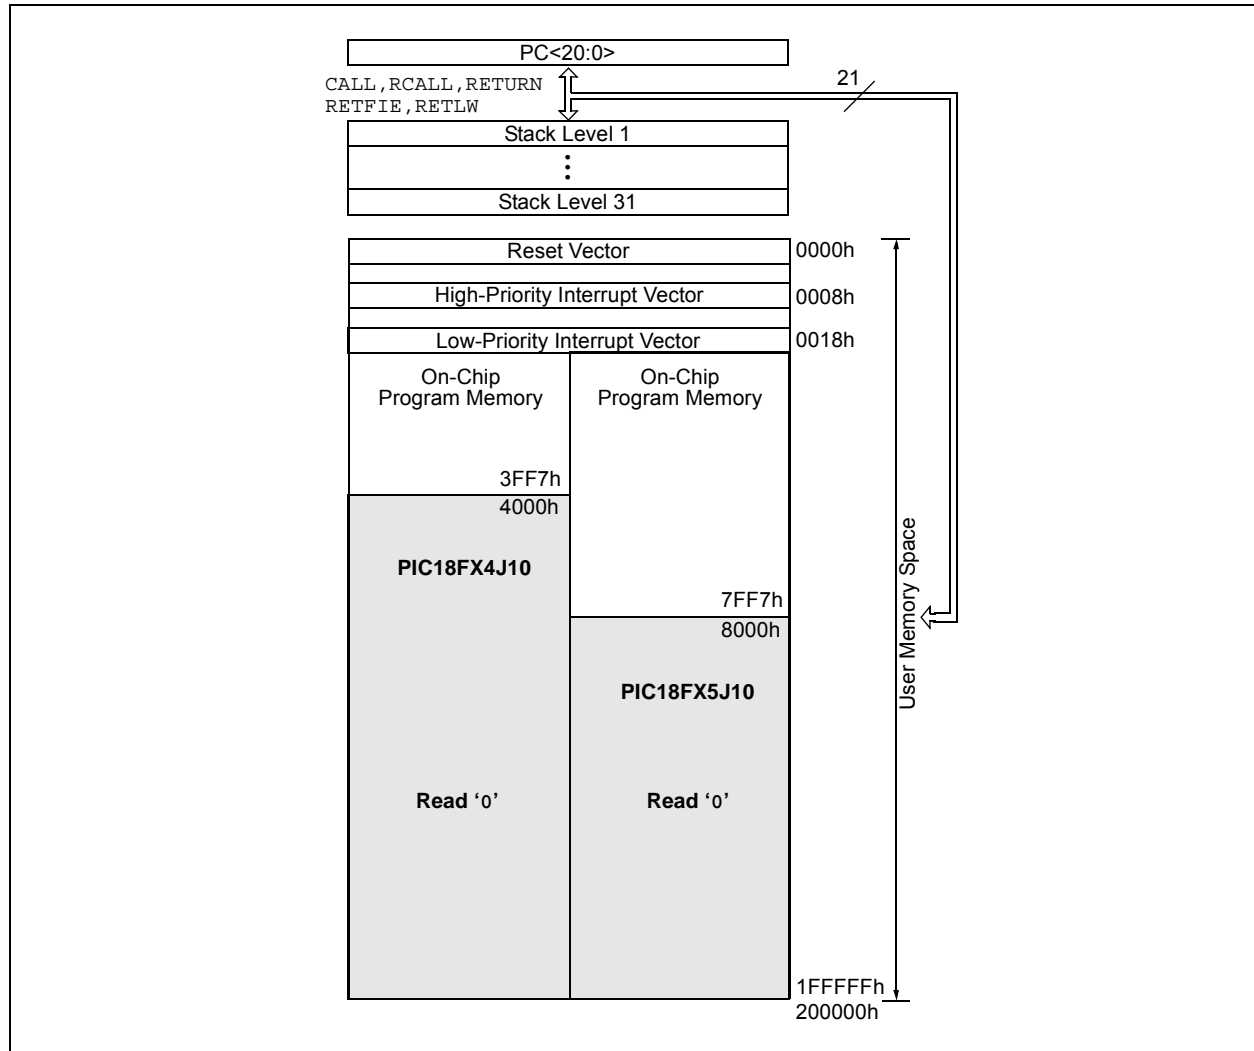 PC<20:0>
CALL,RCALL,RETURN
RETFIE,RETLW
21
Stack Level 1
Stack Level 31
Reset Vector
0000h
High-Priority Interrupt Vector
0008h
Low-Priority Interrupt Vector
0018h
On-Chip
Program Memory
On-Chip
Program Memory
3FF7h
4000h
PIC18FX4J10
7FF7h
8000h
PIC18FX5J10
User Memory Space
Read ‘0’
Read ‘0’
1FFFFFh
200000h